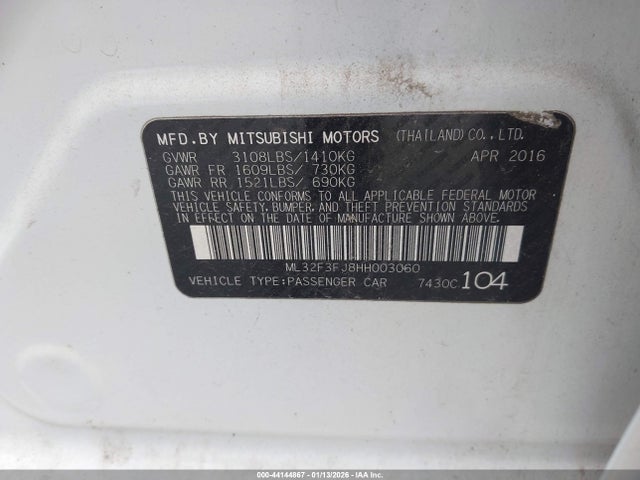 MFD.BY MITSUBISHI MOTORS (THAILAND)CO.,LTD.
GVWR 3108LBS/1410KG APR 2016
GAWR FR 1609LBS/ 730KG
GAWR RR 1521LBS/ 690KG
THIS VEHICLE CONFORMS TO ALL APPLICABLE FEDERAL MOTOR
VEHICLE SAFETY,BUMPER,AND THEFT PREVENTION STANDARDS
IN EFFECT ON THE DATE OF MANUFACTURE SHOWN ABOVE.
ML32F3FJ8HH003060
VEHICLE TYPE:PASSENGER CAR 7430C 104
000-44144867 | 01/13/2026 | IAA Inc.